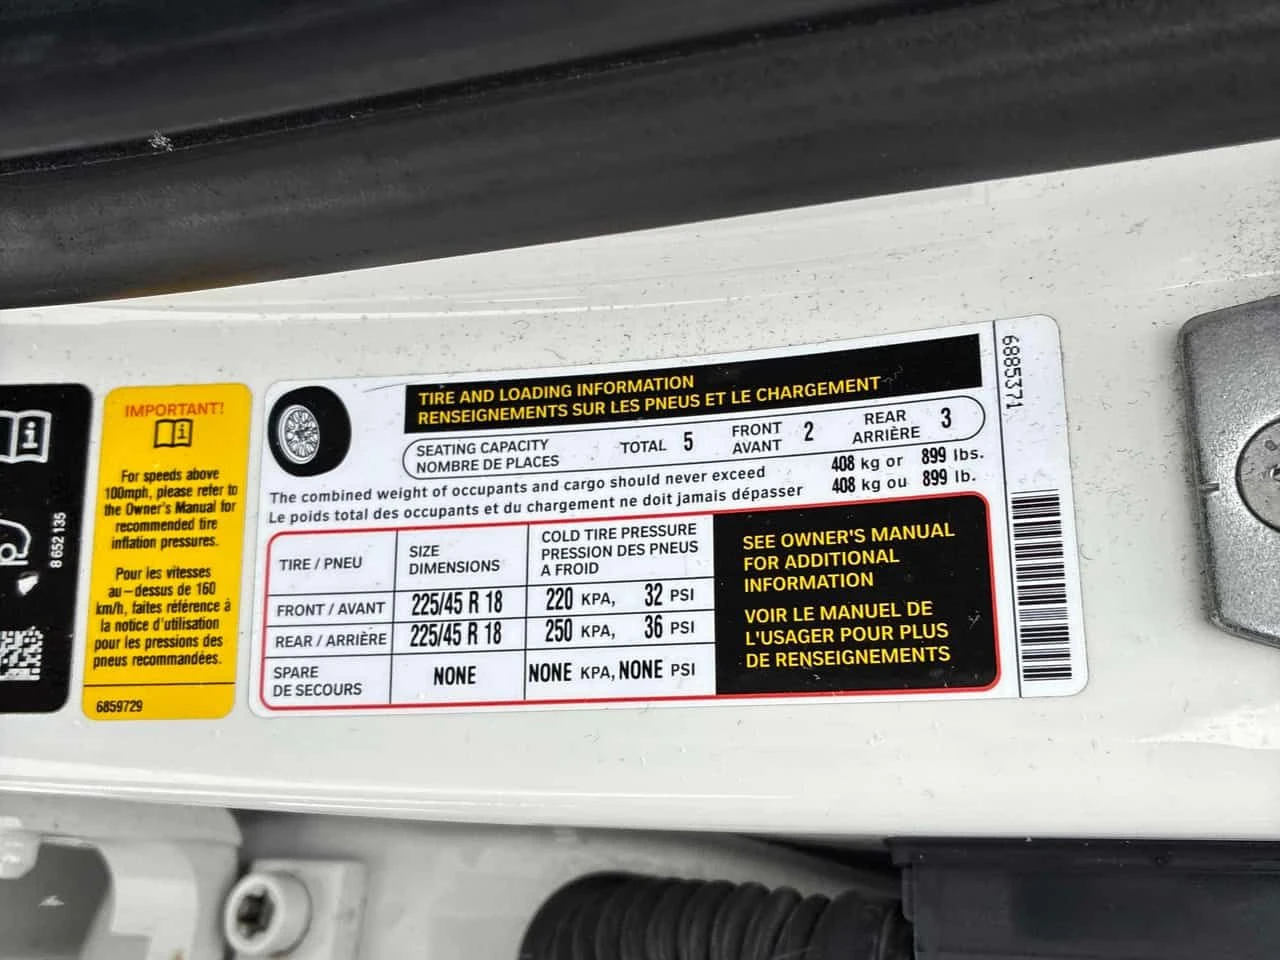 8652135
IMPORTANT!
For speeds above
100mph, please refer to
the Owner's Manual for
recommended tire
inflation pressures.
Pour les vitesses
au-dessus de 160
km/h, faites référence à
la notice d'utilisation
pour les pressions des
pneus recommandées.
6859729
TIRE AND LOADING INFORMATION
RENSEIGNEMENTS SUR LES PNEUS ET LE CHARGEMENT
SEATING CAPACITY
NOMBRE DE PLACES
TOTAL 5
FRONT
AVANT 2
REAR
ARRIÈRE 3
The combined weight of occupants and cargo should never exceed 408 kg or 899 lbs.
Le poids total des occupants et du chargement ne doit jamais dépasser 408 kg ou 899 lb.
TIRE / PNEU
SIZE
DIMENSIONS
COLD TIRE PRESSURE
PRESSION DES PNEUS
A FROID
FRONT / AVANT 225/45 R 18 220 KPA, 32 PSI
REAR / ARRIÈRE 225/45 R 18 250 KPA, 36 PSI
SPARE
DE SECOURS
NONE NONE KPA, NONE PSI
SEE OWNER'S MANUAL
FOR ADDITIONAL
INFORMATION
VOIR LE MANUEL DE
L'USAGER POUR PLUS
DE RENSEIGNEMENTS
6885371